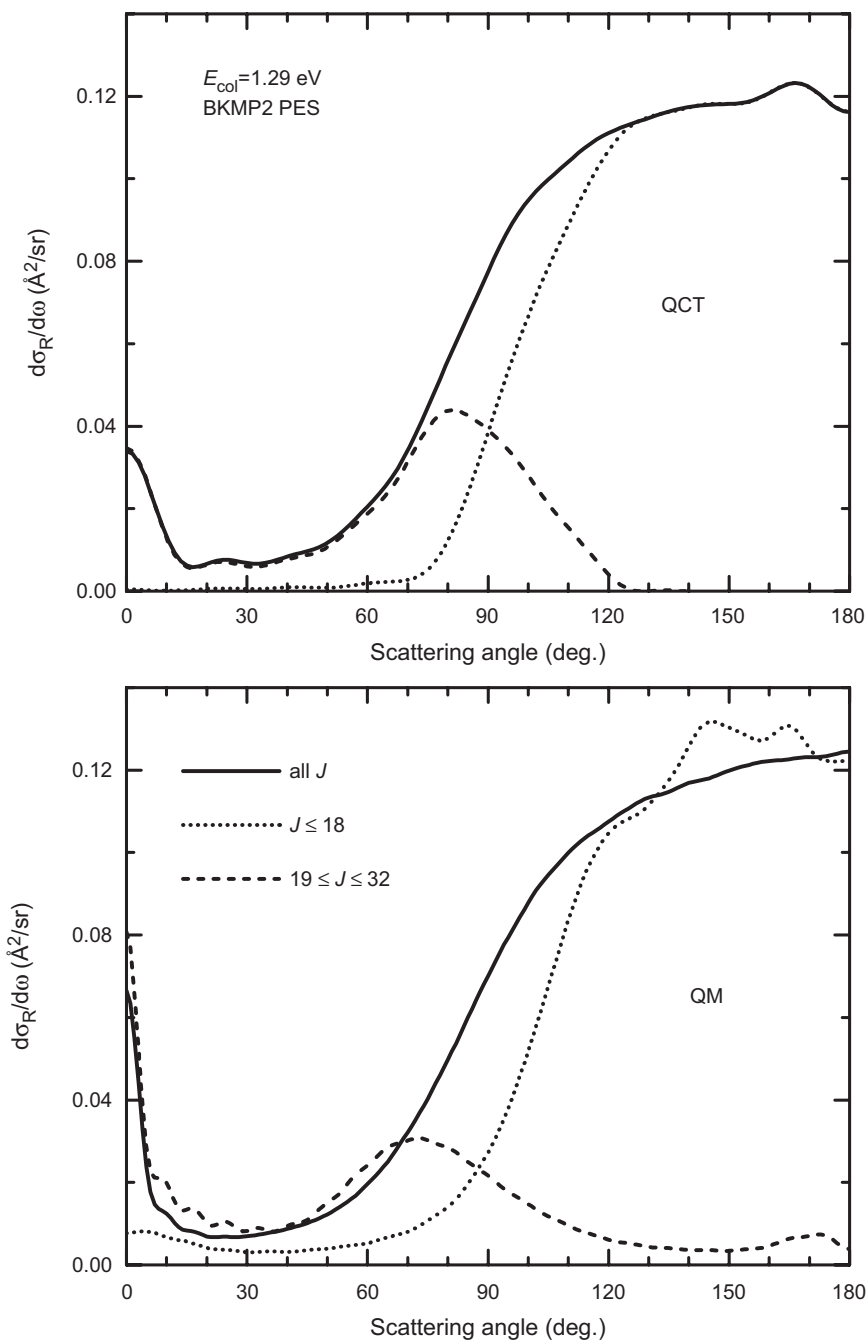 E_col=1.29 eV
BKMP2 PES
0.12
0.08
0.04
0.00
dσ_R/dω (Å²/sr)
QCT
0 30 60 90 120 150 180
Scattering angle (deg.)
all J
J ≤ 18
19 ≤ J ≤ 32
0.12
0.08
0.04
0.00
dσ_R/dω (Å²/sr)
QM
0 30 60 90 120 150 180
Scattering angle (deg.)